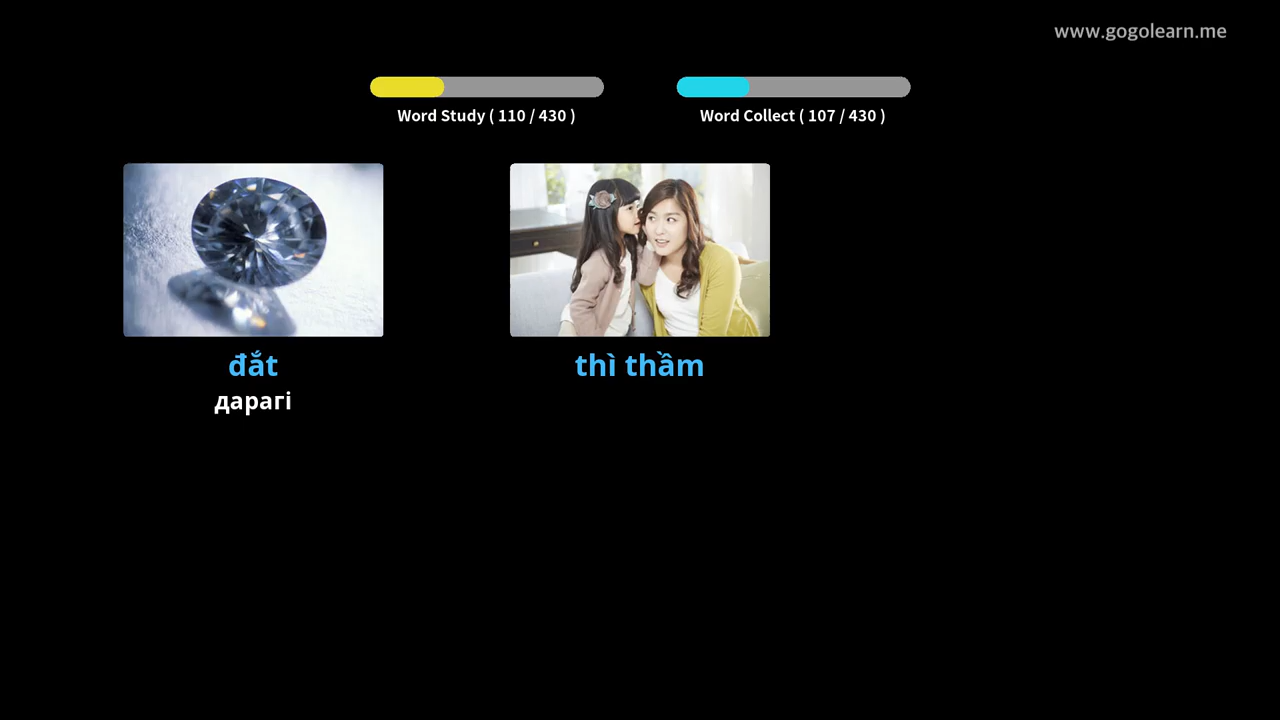 www.gogolearn.me
Word Study ( 110 / 430 )
Word Collect ( 107 / 430 )
đắt
thì thầm
дарагі